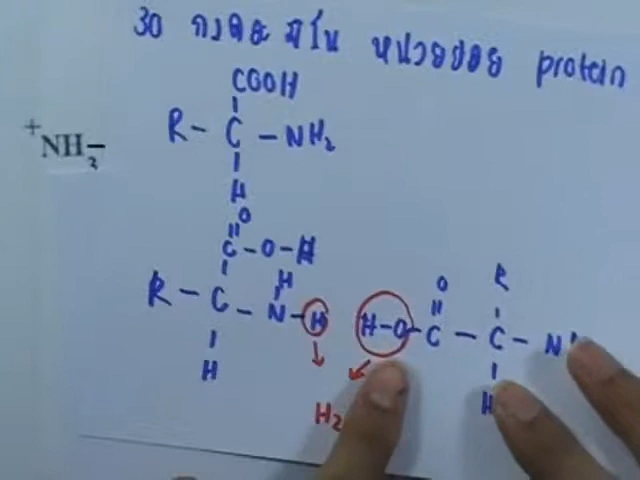 30 กรดอะมิโน หน่วยย่อย protein
COOH
R - C - NH₂
+NH₂-
H
O
C - O - H
H
R - C - N - H
H
H-O - C - C - N
O
R
H
H₂